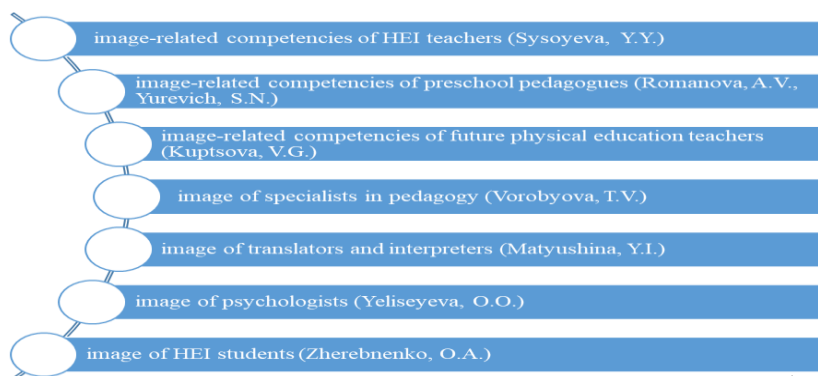 image-related competencies of HEI teachers (Sysoyeva, Y.Y.)
image-related competencies of preschool pedagogues (Romanova, A.V.,
Yurevich, S.N.)
image-related competencies of future physical education teachers
(Kuptsova, V.G.)
image of specialists in pedagogy (Vorobyova, T.V.)
image of translators and interpreters (Matyushina, Y.I.)
image of psychologists (Yeliseyeva, O.O.)
image of HEI students (Zherebnenko, O.A.)